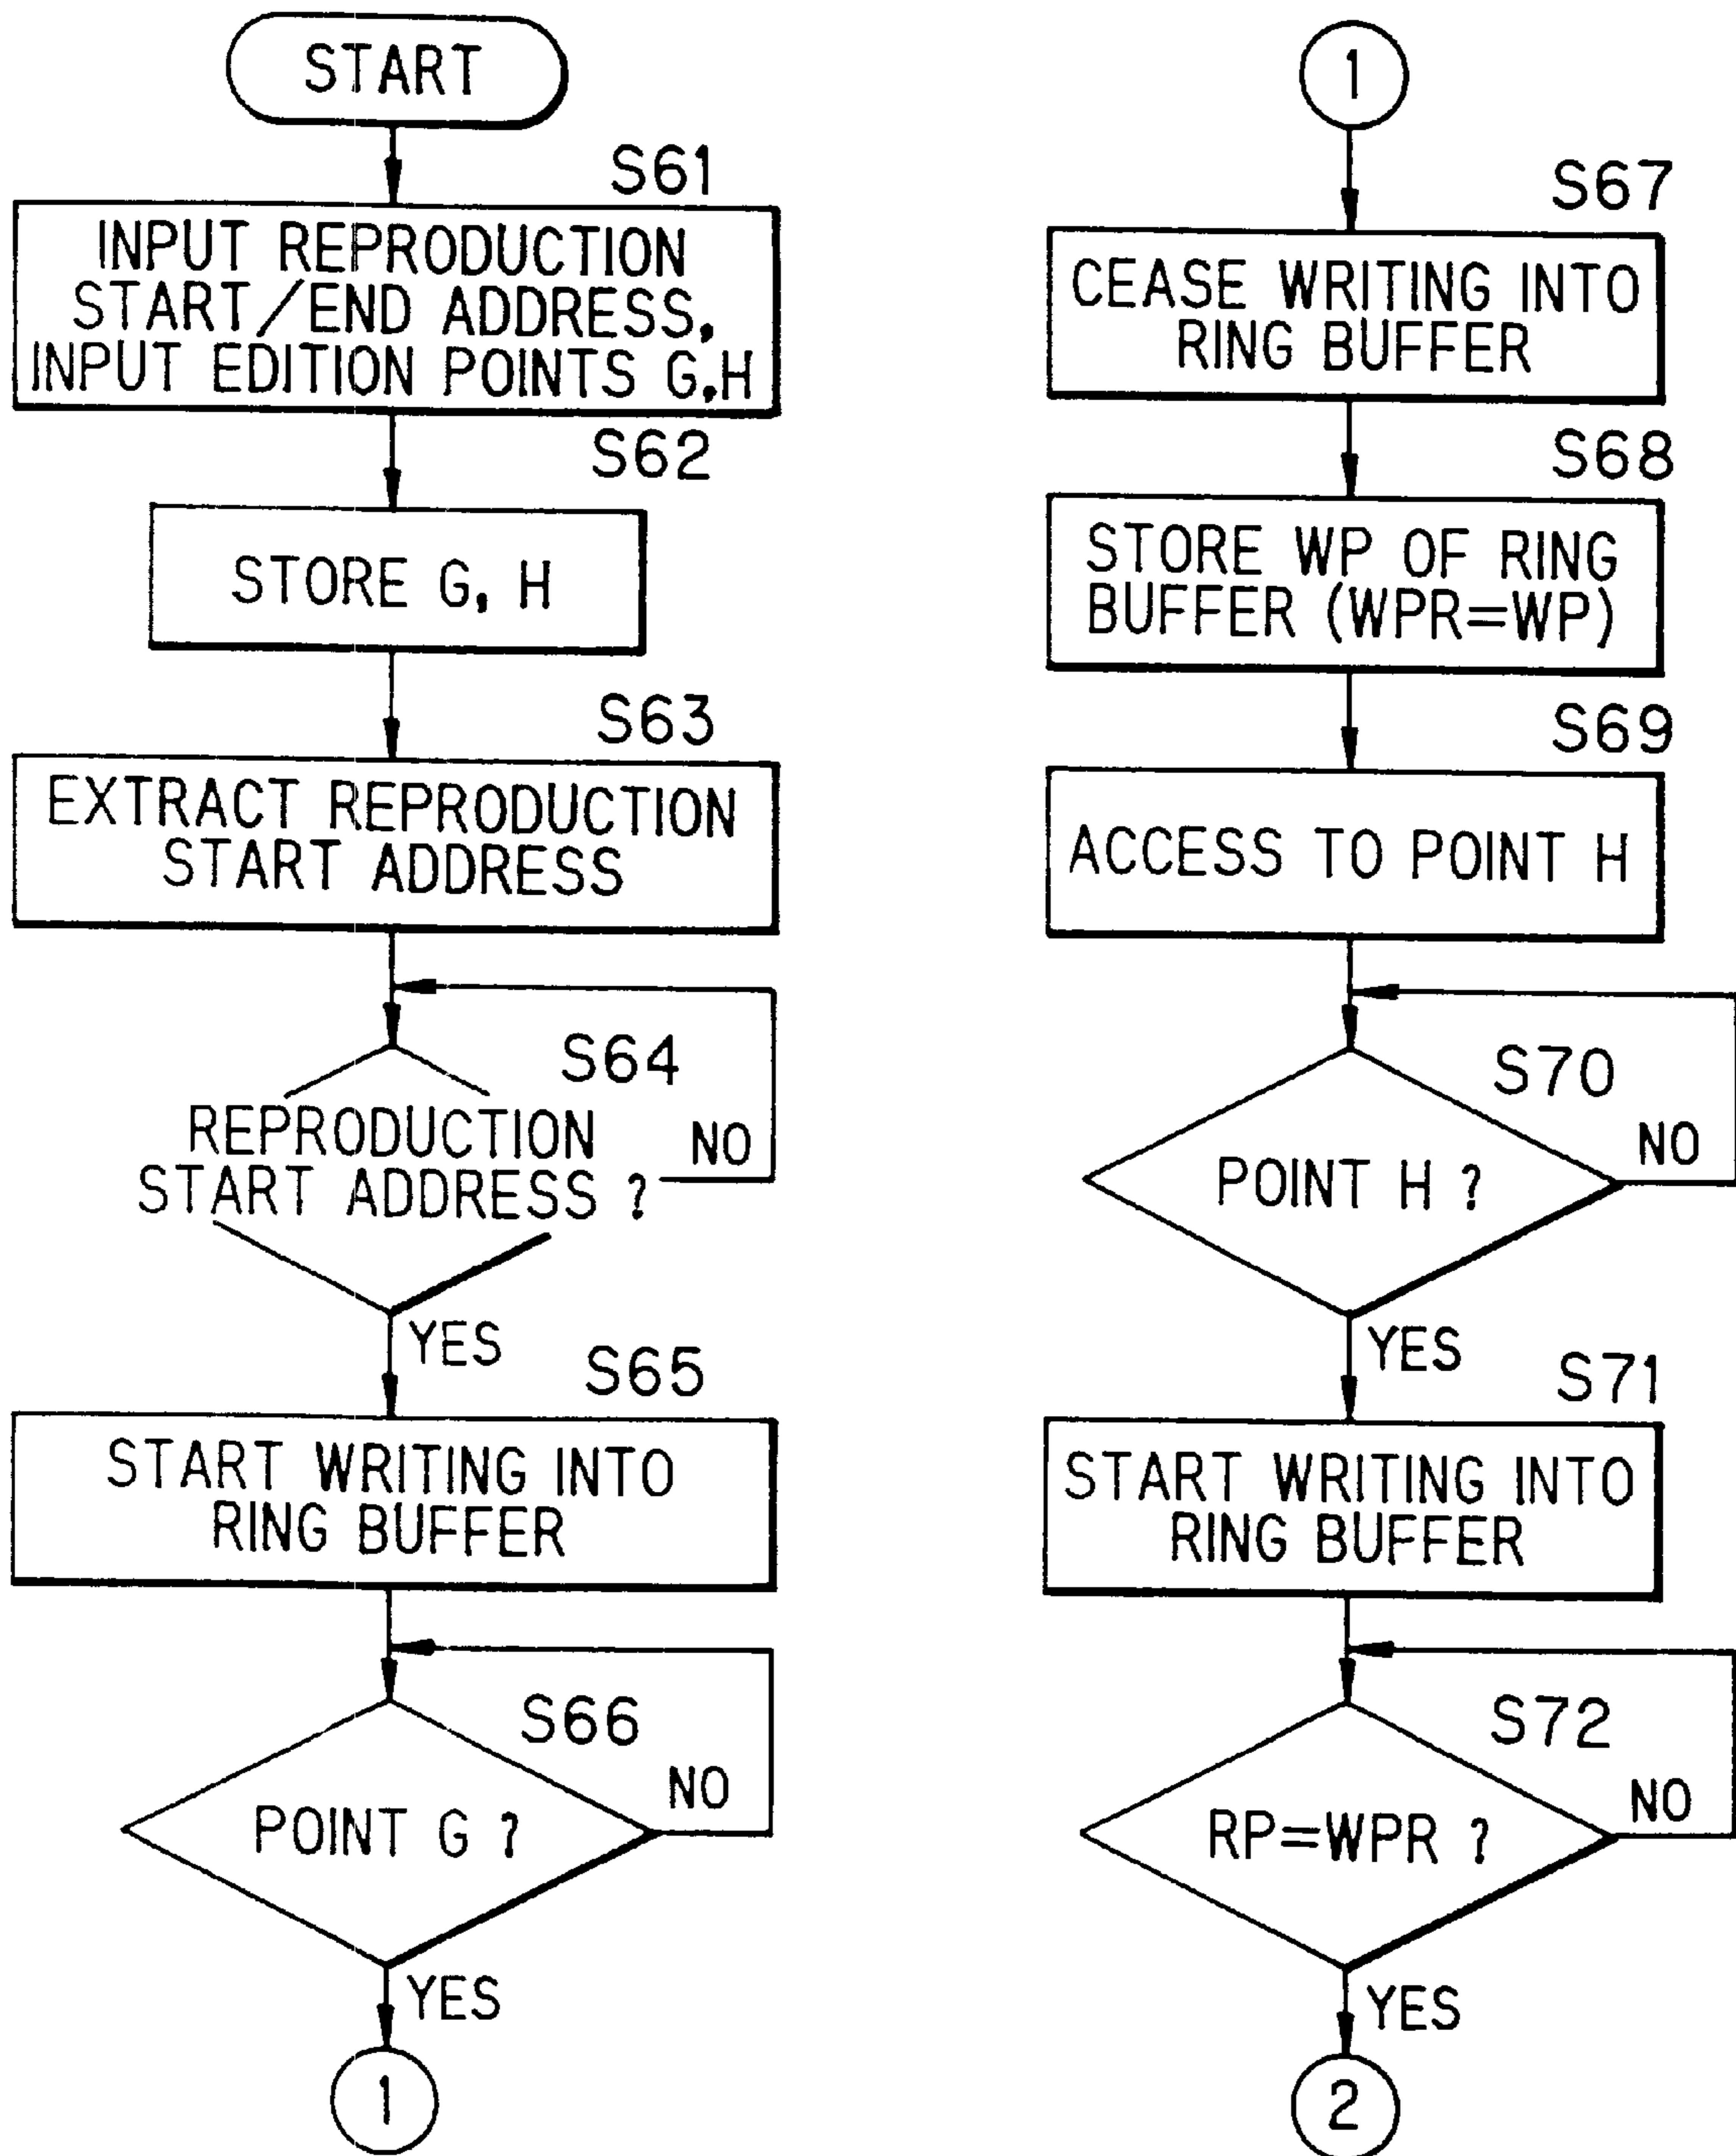 START
S61
INPUT REPRODUCTION
START/END ADDRESS,
INPUT EDITION POINTS G,H
S62
STORE G, H
S63
EXTRACT REPRODUCTION
START ADDRESS
S64
REPRODUCTION
START ADDRESS ?
NO
YES
S65
START WRITING INTO
RING BUFFER
S66
POINT G ?
NO
YES
1
1
S67
CEASE WRITING INTO
RING BUFFER
S68
STORE WP OF RING
BUFFER (WPR=WP)
S69
ACCESS TO POINT H
S70
POINT H ?
NO
YES
S71
START WRITING INTO
RING BUFFER
S72
RP=WPR ?
NO
YES
2